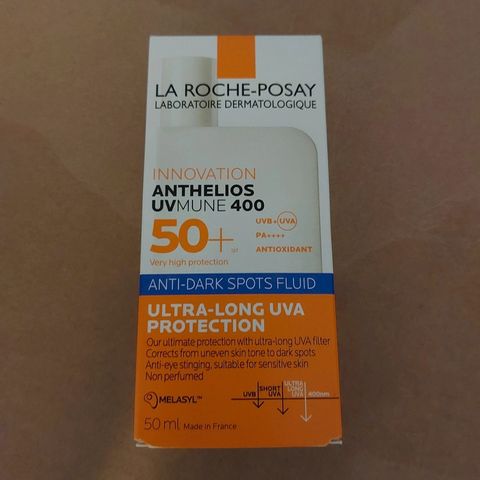 LA ROCHE-POSAY
LABORATOIRE DERMATOLOGIQUE
INNOVATION
ANTHELIOS
UVMUNE 400
50+
SPF
Very high protection
UVB + UVA
PA++++
ANTIOXIDANT
ANTI-DARK SPOTS FLUID
ULTRA-LONG UVA
PROTECTION
Our ultimate protection with ultra-long UVA filter
Corrects from uneven skin tone to dark spots
Anti-eye stinging, suitable for sensitive skin
Non perfumed
MELASYL™
UVB
SHORT
UVA
ULTRA
LONG
UVA
400nm
50 ml Made in France